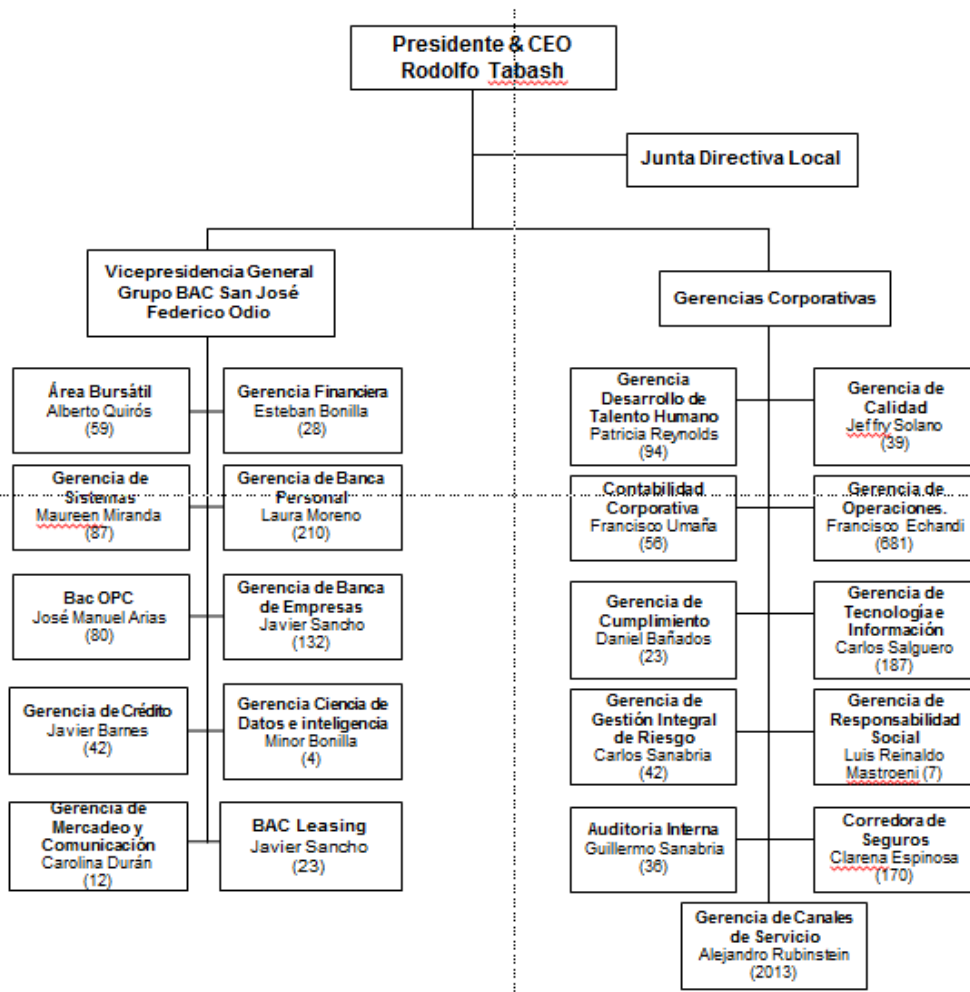 Presidente & CEO
Rodolfo Tabash
Junta Directiva Local
Vicepresidencia General
Grupo BAC San José
Federico Odio
Gerencias Corporativas
Área Bursátil
Alberto Quirós
(59)
Gerencia Financiera
Esteban Bonilla
(28)
Gerencia de
Sistemas
Maureen Miranda
(87)
Gerencia de Banca
Personal
Laura Moreno
(210)
Bac OPC
José Manuel Arias
(80)
Gerencia de Banca
de Empresas
Javier Sancho
(132)
Gerencia de Crédito
Javier Barnes
(42)
Gerencia Ciencia de
Datos e inteligencia
Minor Bonilla
(4)
Gerencia de
Mercadeo y
Comunicación
Carolina Durán
(12)
BAC Leasing
Javier Sancho
(23)
Gerencia
Desarrollo de
Talento Humano
Patricia Reynolds
(94)
Gerencia de
Calidad
Jeffry Solano
(39)
Contabilidad
Corporativa
Francisco Umaña
(56)
Gerencia de
Operaciones.
Francisco Echandi
(681)
Gerencia de
Cumplimiento
Daniel Bañados
(23)
Gerencia de
Tecnología e
Información
Carlos Salguero
(187)
Gerencia de
Gestión Integral
de Riesgo
Carlos Sanabria
(42)
Gerencia de
Responsabilidad
Social
Luis Reinaldo
Mastroeni (7)
Auditoria Interna
Guillermo Sanabria
(36)
Corredora de
Seguros
Clarena Espinosa
(170)
Gerencia de Canales
de Servicio
Alejandro Rubinstein
(2013)